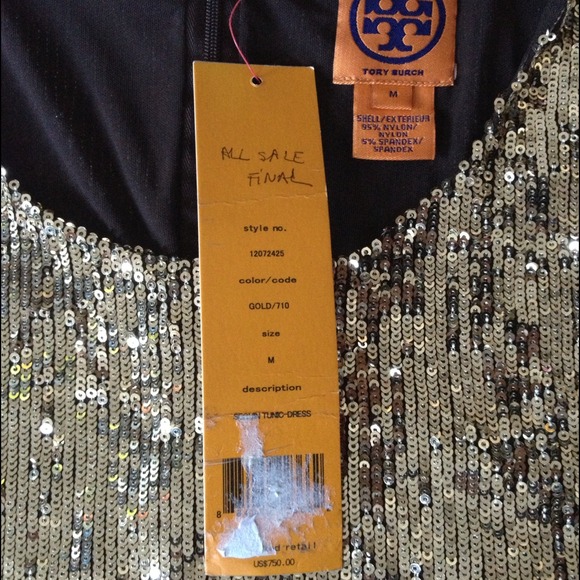 TORY BURCH
M
SHELL/EXTERIEUR
95% NYLON/
NYLON
5% SPANDEX/
SPANDEX
ALL SALE
FINAL
style no.
12072425
color/code
GOLD/710
size
M
description
TUNIC-DRESS
8
retail
US$750.00